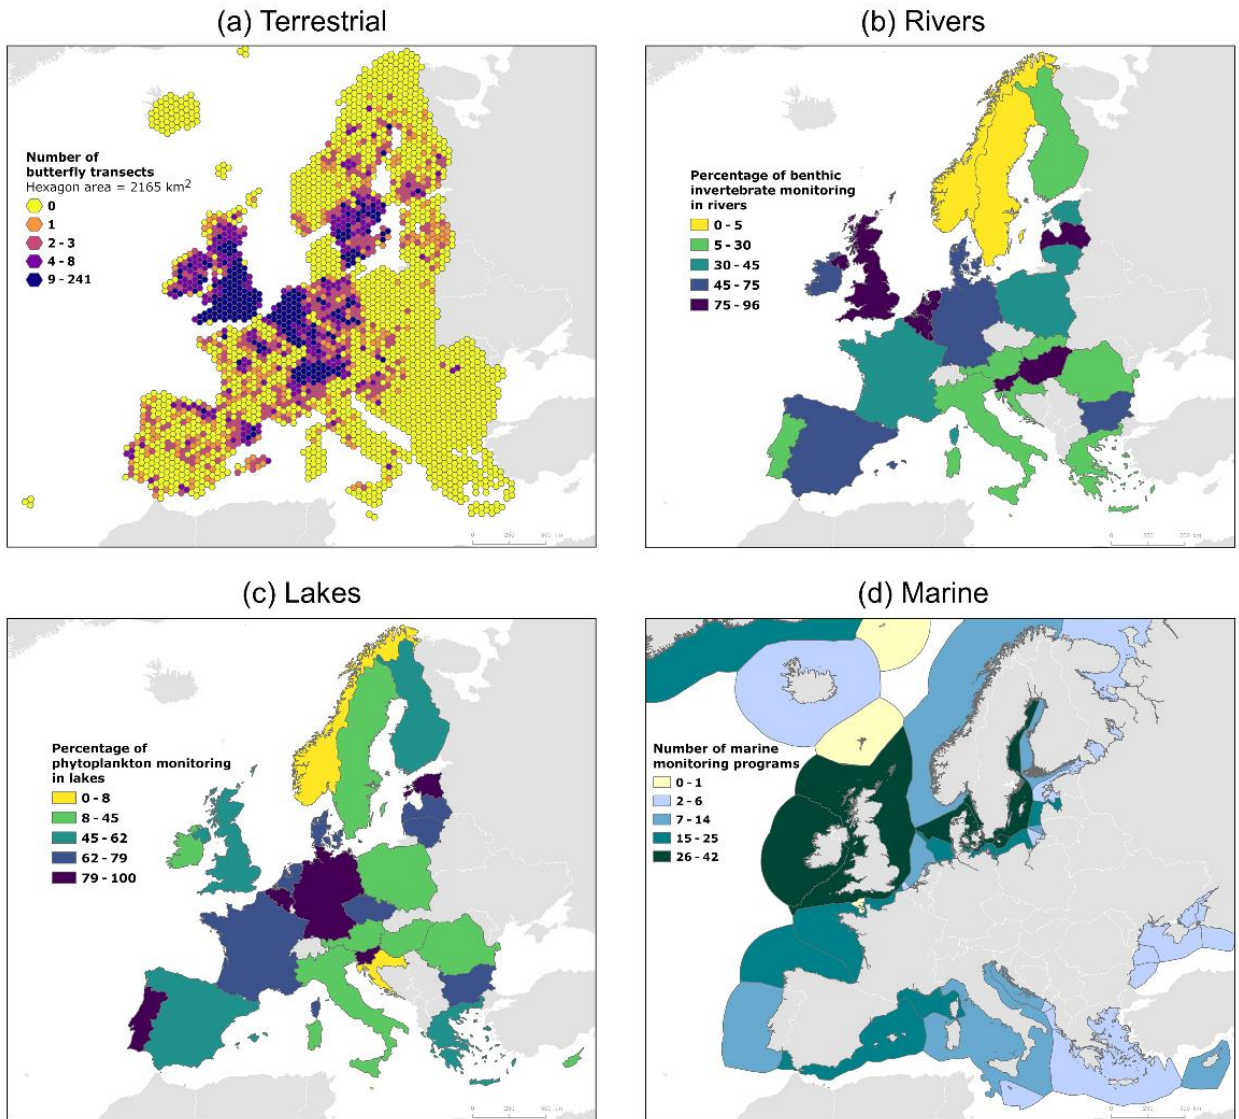 (a) Terrestrial
Number of
butterfly transects
Hexagon area = 2165 km²
0
1
2 - 3
4 - 8
9 - 241
(b) Rivers
Percentage of benthic
invertebrate monitoring
in rivers
0 - 5
5 - 30
30 - 45
45 - 75
75 - 96
(c) Lakes
Percentage of
phytoplankton monitoring
in lakes
0 - 8
8 - 45
45 - 62
62 - 79
79 - 100
(d) Marine
Number of marine
monitoring programs
0 - 1
2 - 6
7 - 14
15 - 25
26 - 42